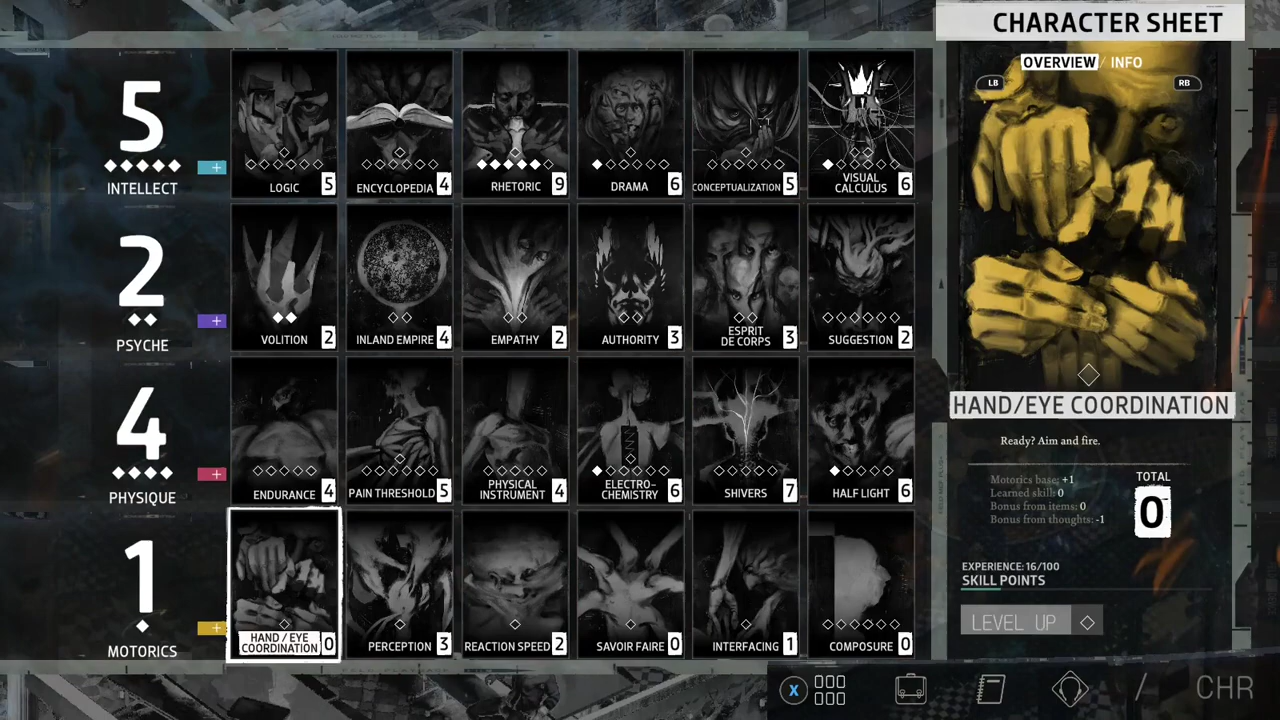 CHARACTER SHEET
OVERVIEW / INFO
LB
RB
5
INTELLECT
+
LOGIC 5
ENCYCLOPEDIA 4
RHETORIC 9
DRAMA 6
CONCEPTUALIZATION 5
VISUAL
CALCULUS 6
2
PSYCHE
+
VOLITION 2
INLAND EMPIRE 4
EMPATHY 2
AUTHORITY 3
ESPRIT
DE CORPS 3
SUGGESTION 2
4
PHYSIQUE
+
ENDURANCE 4
PAIN THRESHOLD 5
PHYSICAL
INSTRUMENT 4
ELECTRO-
CHEMISTRY 6
SHIVERS 7
HALF LIGHT 6
1
MOTORICS
+
HAND / EYE
COORDINATION 0
PERCEPTION 3
REACTION SPEED 2
SAVOIR FAIRE 0
INTERFACING 1
COMPOSURE 0
HAND/EYE COORDINATION
Ready? Aim and fire.
Motorics base: +1
Learned skill: 0
Bonus from items: 0
Bonus from thoughts: -1
TOTAL
0
EXPERIENCE: 16/100
SKILL POINTS
LEVEL UP
X
/ CHR